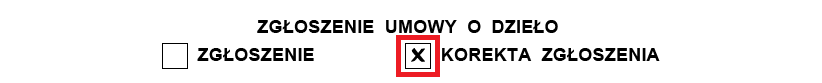 ZGŁOSZENIE UMOWY O DZIEŁO
ZGŁOSZENIE X KOREKTA ZGŁOSZENIA